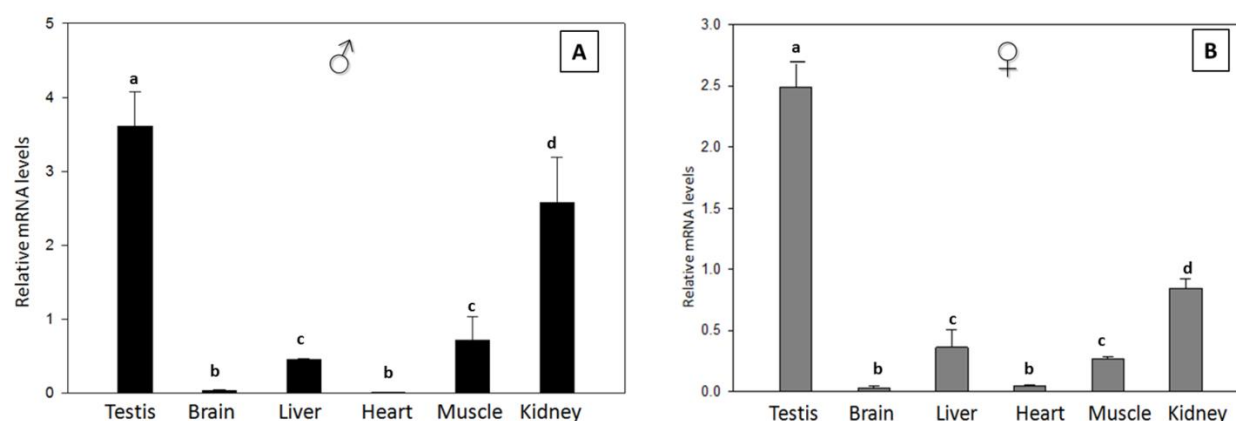 A
♂
Relative mRNA levels
5
4
3
2
1
0
a
b
c
b
c
d
Testis Brain Liver Heart Muscle Kidney
B
♀
Relative mRNA levels
3.0
2.5
2.0
1.5
1.0
0.5
0.0
a
b
c
b
c
d
Testis Brain Liver Heart Muscle Kidney